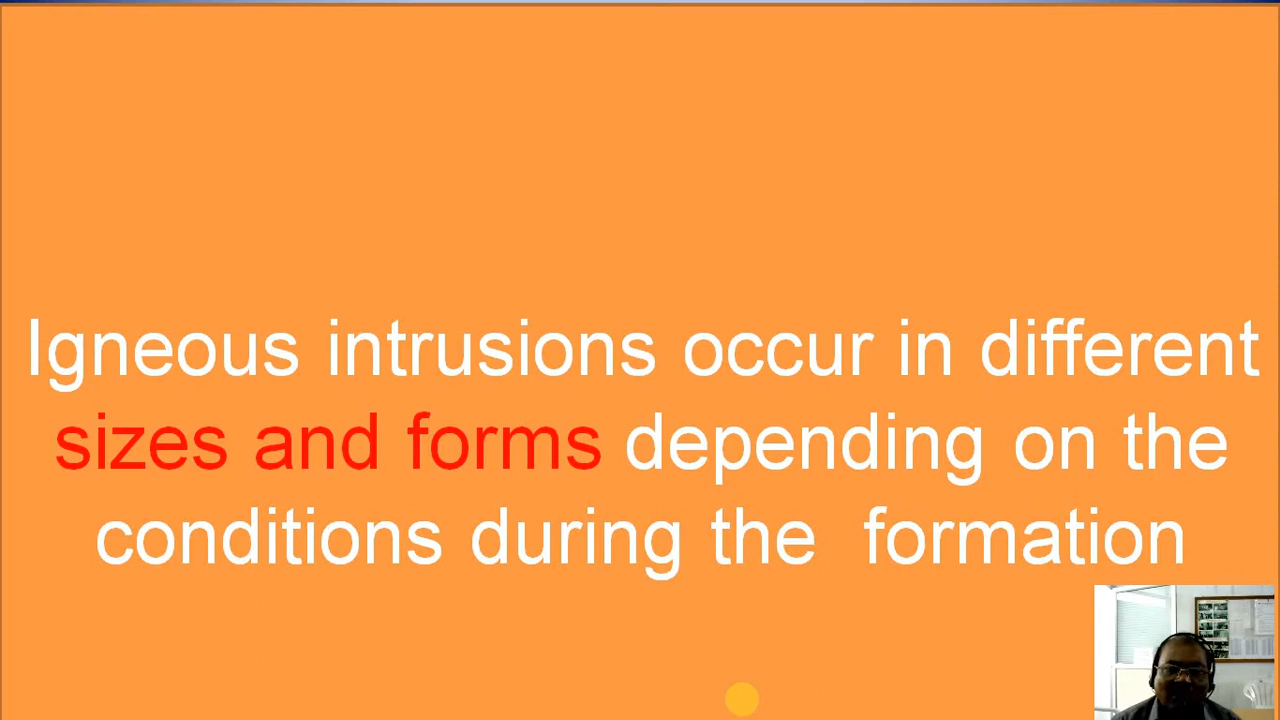 Igneous intrusions occur in different
sizes and forms depending on the
conditions during the formation